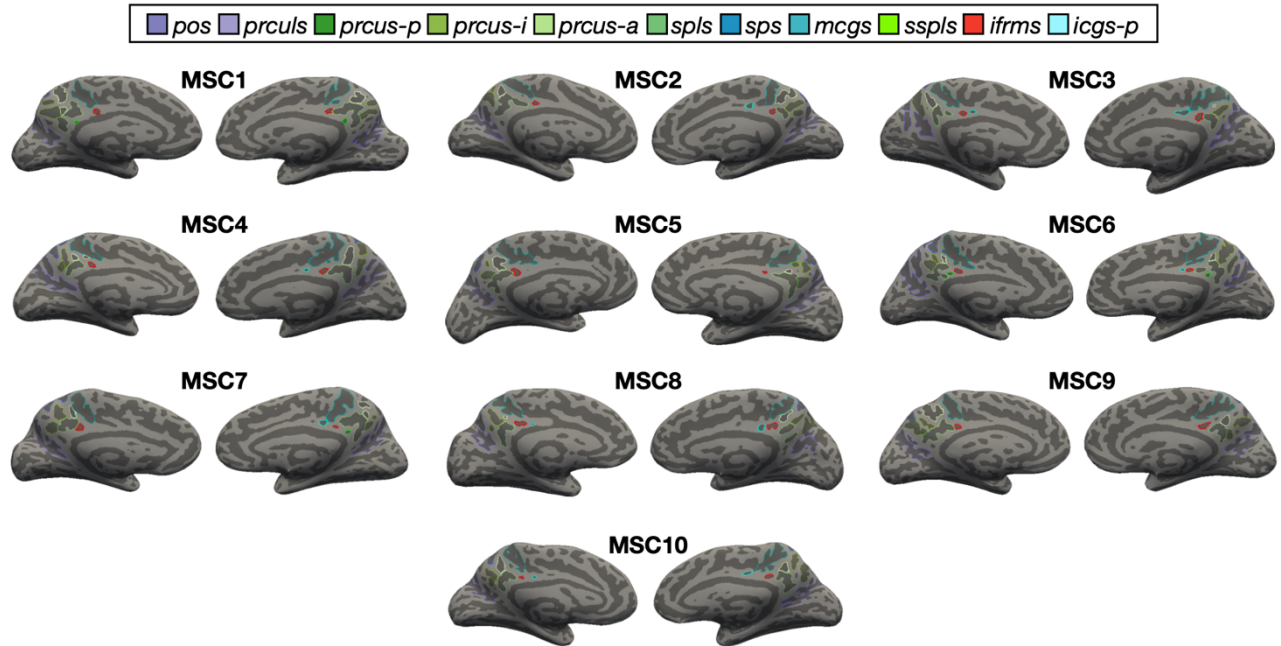 pos prculs prcus-p prcus-i prcus-a spls sps mcgs sspls ifrms icgs-p
MSC1 MSC2 MSC3
MSC4 MSC5 MSC6
MSC7 MSC8 MSC9
MSC10